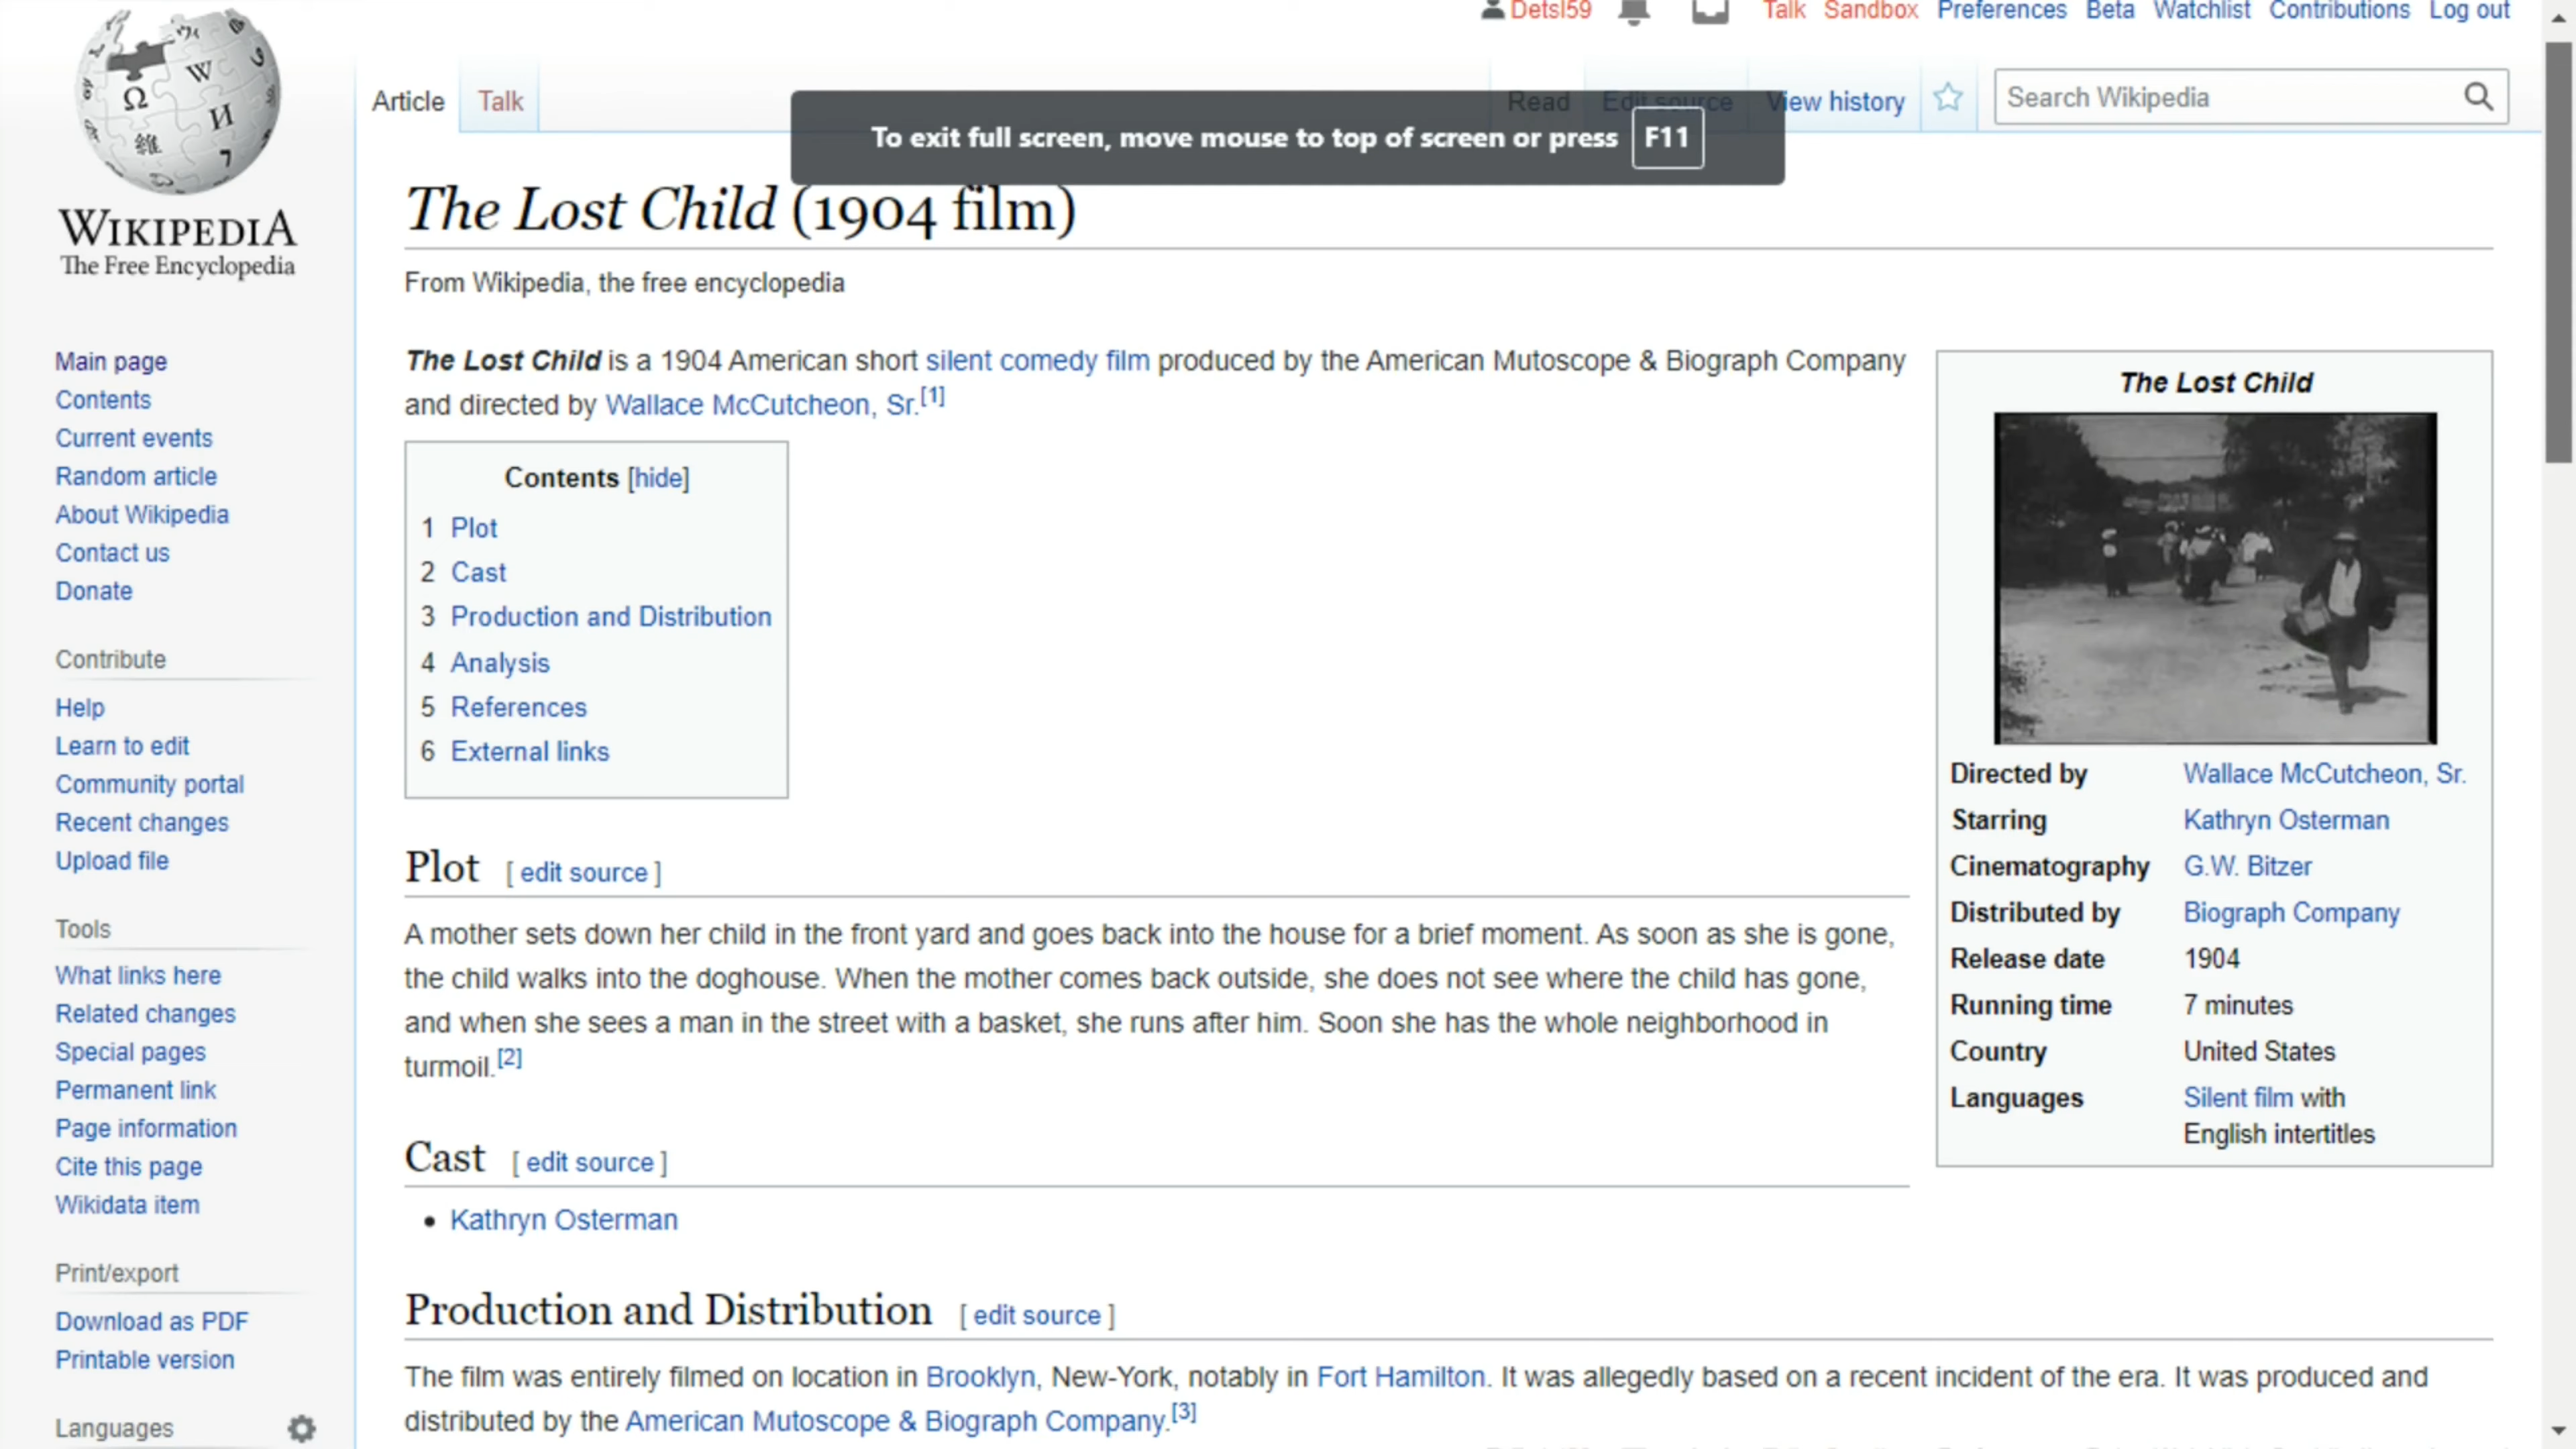 Detsl59 Talk Sandbox Preferences Beta Watchlist Contributions Log out
Article Talk Read Edit source View history Search Wikipedia
To exit full screen, move mouse to top of screen or press F11
WIKIPEDIA
The Free Encyclopedia
Main page
Contents
Current events
Random article
About Wikipedia
Contact us
Donate
Contribute
Help
Learn to edit
Community portal
Recent changes
Upload file
Tools
What links here
Related changes
Special pages
Permanent link
Page information
Cite this page
Wikidata item
Print/export
Download as PDF
Printable version
Languages
The Lost Child (1904 film)
From Wikipedia, the free encyclopedia
The Lost Child is a 1904 American short silent comedy film produced by the American Mutoscope & Biograph Company
and directed by Wallace McCutcheon, Sr.[1]
Contents [hide]
1 Plot
2 Cast
3 Production and Distribution
4 Analysis
5 References
6 External links
Plot [ edit source ]
A mother sets down her child in the front yard and goes back into the house for a brief moment. As soon as she is gone,
the child walks into the doghouse. When the mother comes back outside, she does not see where the child has gone,
and when she sees a man in the street with a basket, she runs after him. Soon she has the whole neighborhood in
turmoil.[2]
Cast [ edit source ]
• Kathryn Osterman
The Lost Child
Directed by Wallace McCutcheon, Sr.
Starring Kathryn Osterman
Cinematography G.W. Bitzer
Distributed by Biograph Company
Release date 1904
Running time 7 minutes
Country United States
Languages Silent film with
English intertitles
Production and Distribution [ edit source ]
The film was entirely filmed on location in Brooklyn, New-York, notably in Fort Hamilton. It was allegedly based on a recent incident of the era. It was produced and
distributed by the American Mutoscope & Biograph Company.[3]